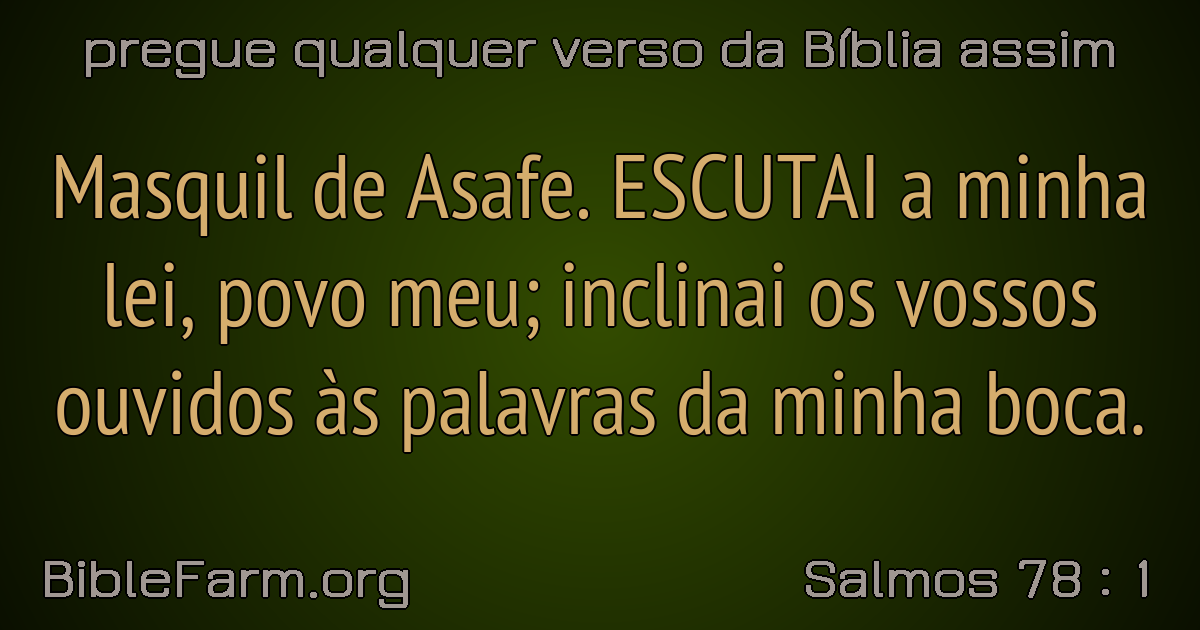 pregue qualquer verso da Bíblia assim
Masquil de Asafe. ESCUTAI a minha
lei, povo meu; inclinai os vossos
ouvidos às palavras da minha boca.
BibleFarm.org
Salmos 78 : 1